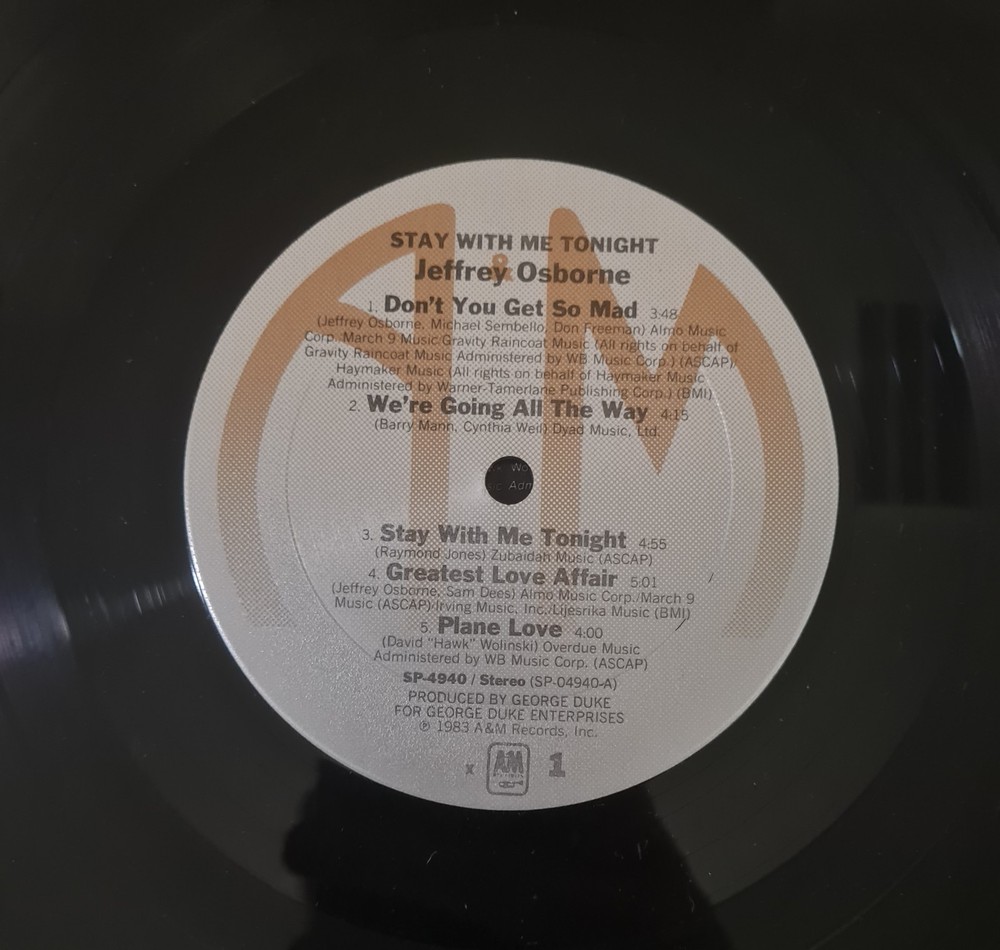 STAY WITH ME TONIGHT
&
Jeffrey Osborne
1. Don't You Get So Mad 3:48
(Jeffrey Osborne, Michael Sembello, Don Freeman) Almo Music
Corp./March 9 Music/Gravity Raincoat Music (All rights on behalf of
Gravity Raincoat Music Administered by WB Music Corp.) (ASCAP)/
Haymaker Music (All rights on behalf of Haymaker Music
Administered by Warner-Tamerlane Publishing Corp.) (BMI)
2. We're Going All The Way 4:15
(Barry Mann, Cynthia Weil) Dyad Music, Ltd.
3. Stay With Me Tonight 4:55
(Raymond Jones) Zubaidah Music (ASCAP)
4. Greatest Love Affair 5:01
(Jeffrey Osborne, Sam Dees) Almo Music Corp./March 9
Music (ASCAP)/Irving Music, Inc./Lijesrika Music (BMI)
5. Plane Love 4:00
(David "Hawk" Wolinski) Overdue Music
Administered by WB Music Corp. (ASCAP)
SP-4940 / Stereo (SP-04940-A)
PRODUCED BY GEORGE DUKE
FOR GEORGE DUKE ENTERPRISES
℗ 1983 A&M Records, Inc.
x AM RECORDS 1